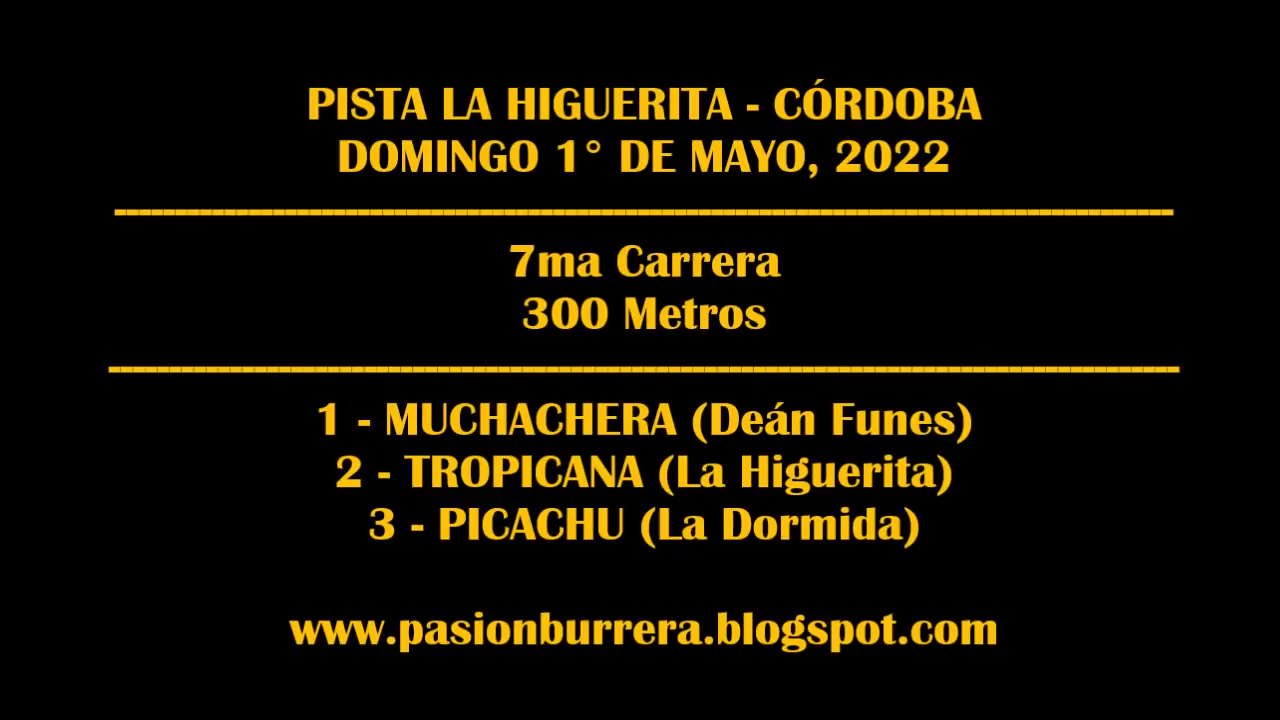 PISTA LA HIGUERITA - CÓRDOBA
DOMINGO 1° DE MAYO, 2022
7ma Carrera
300 Metros
1 - MUCHACHERA (Deán Funes)
2 - TROPICANA (La Higuerita)
3 - PICACHU (La Dormida)
www.pasionburrera.blogspot.com